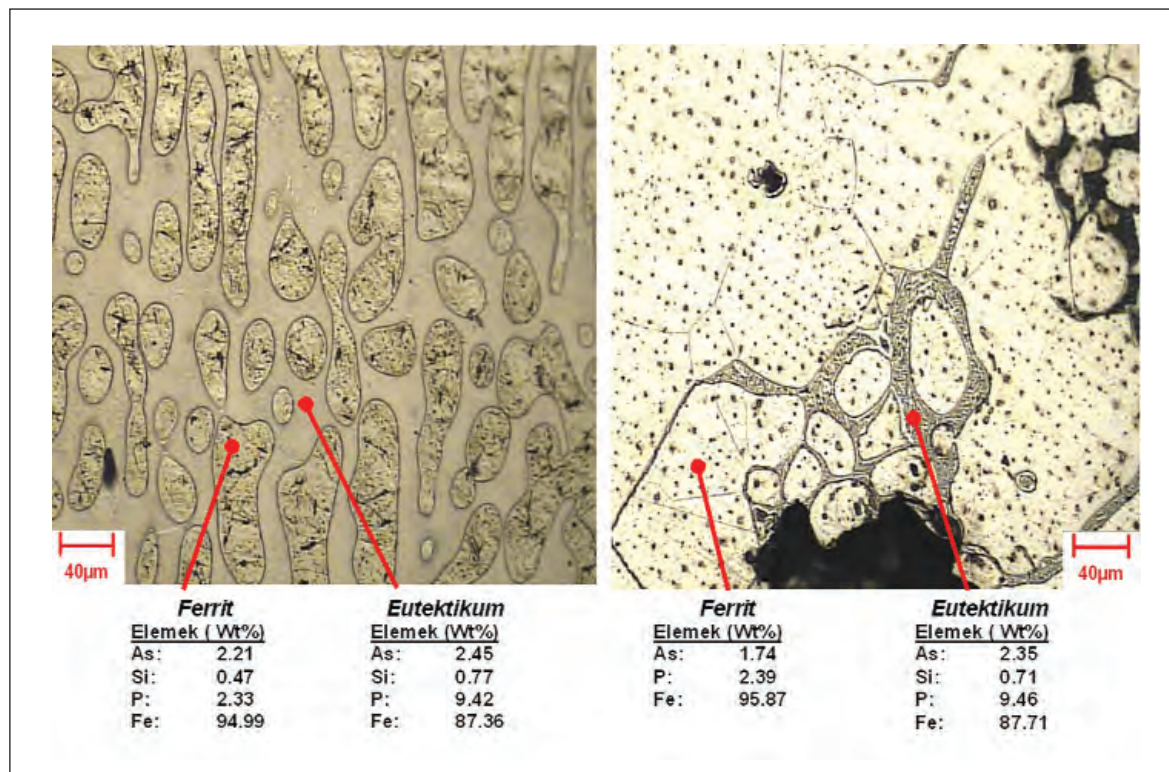 40µm
40µm
Ferrit
Elemek ( Wt%)
As: 2.21
Si: 0.47
P: 2.33
Fe: 94.99
Eutektikum
Elemek (Wt%)
As: 2.45
Si: 0.77
P: 9.42
Fe: 87.36
Ferrit
Elemek (Wt%)
As: 1.74
P: 2.39
Fe: 95.87
Eutektikum
Elemek (Wt%)
As: 2.35
Si: 0.71
P: 9.46
Fe: 87.71